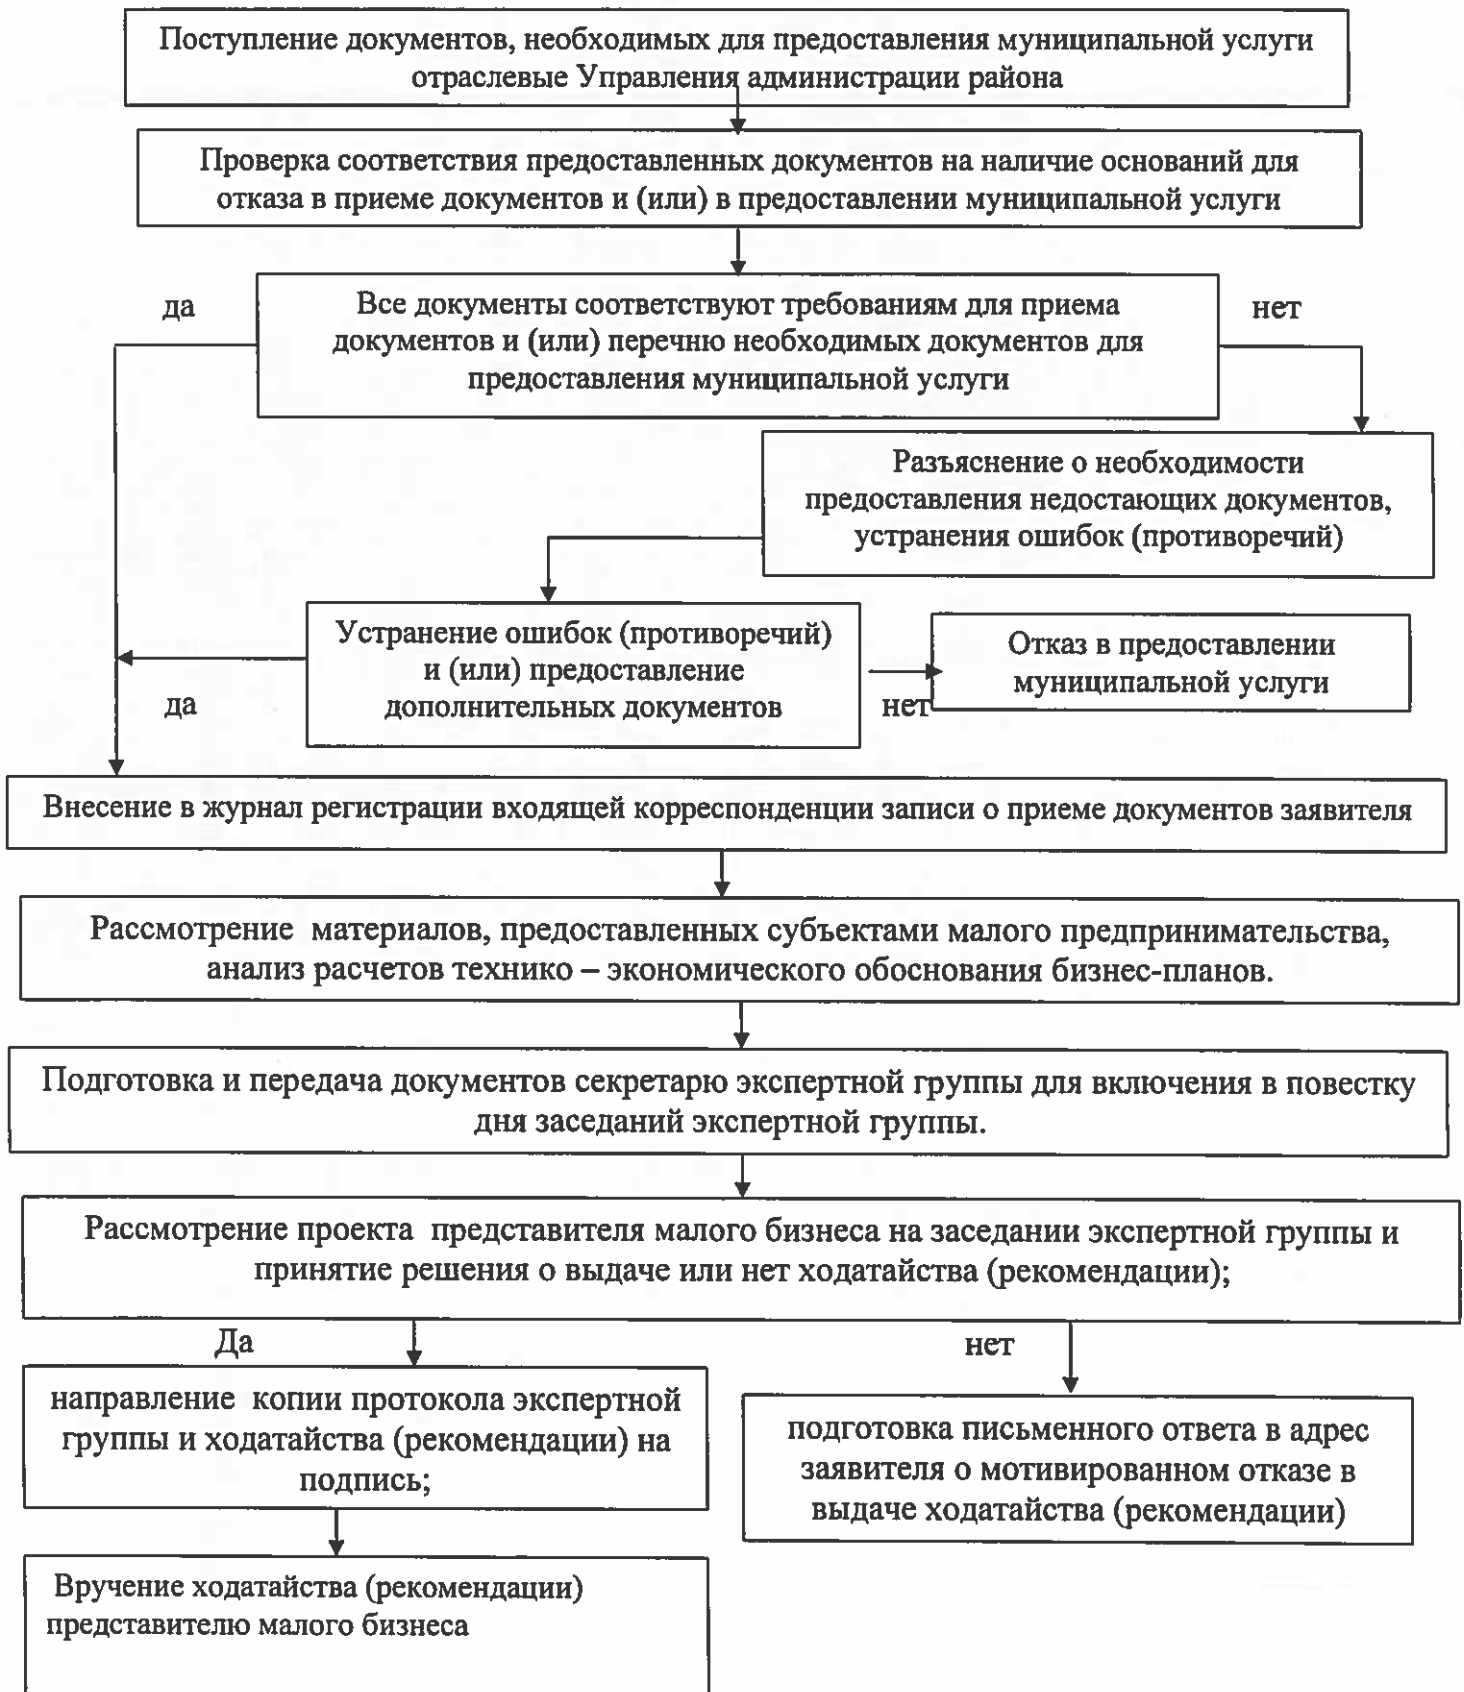 Поступление документов, необходимых для предоставления муниципальной услуги
отраслевые Управления администрации района
Проверка соответствия предоставленных документов на наличие оснований для
отказа в приеме документов и (или) в предоставлении муниципальной услуги
да
Все документы соответствуют требованиям для приема
документов и (или) перечню необходимых документов для
предоставления муниципальной услуги
нет
Разъяснение о необходимости
предоставления недостающих документов,
устранения ошибок (противоречий)
Устранение ошибок (противоречий)
и (или) предоставление
дополнительных документов
да
нет
Отказ в предоставлении
муниципальной услуги
Внесение в журнал регистрации входящей корреспонденции записи о приеме документов заявителя
Рассмотрение материалов, предоставленных субъектами малого предпринимательства,
анализ расчетов технико – экономического обоснования бизнес-планов.
Подготовка и передача документов секретарю экспертной группы для включения в повестку
дня заседаний экспертной группы.
Рассмотрение проекта представителя малого бизнеса на заседании экспертной группы и
принятие решения о выдаче или нет ходатайства (рекомендации);
Да
нет
направление копии протокола экспертной
группы и ходатайства (рекомендации) на
подпись;
подготовка письменного ответа в адрес
заявителя о мотивированном отказе в
выдаче ходатайства (рекомендации)
Вручение ходатайства (рекомендации)
представителю малого бизнеса